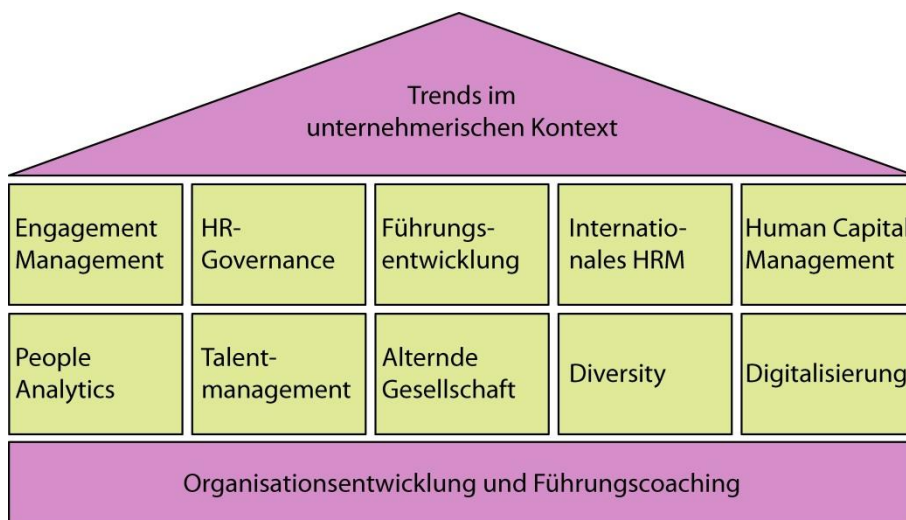 Trends im
unternehmerischen Kontext
Engagement
Management
HR-
Governance
Führungs-
entwicklung
Internatio-
nales HRM
Human Capital
Management
People
Analytics
Talent-
management
Alternde
Gesellschaft
Diversity
Digitalisierung
Organisationsentwicklung und Führungscoaching